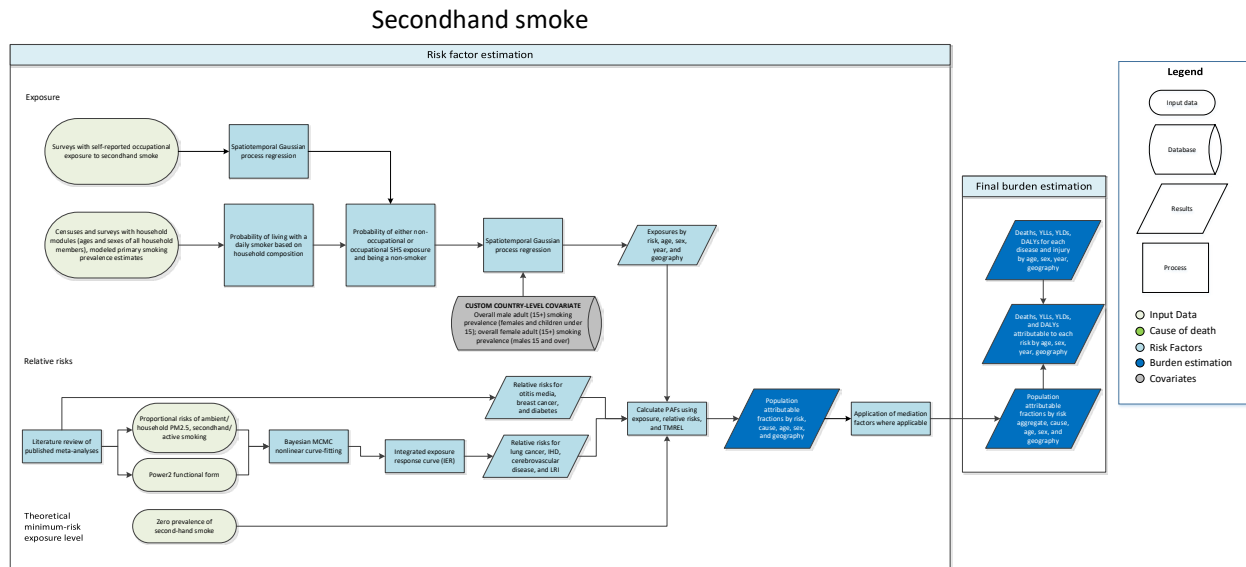 Secondhand smoke
Risk factor estimation
Exposure
Surveys with self-reported occupational
exposure to secondhand smoke
Spatiotemporal Gaussian
process regression
Censuses and surveys with household
modules (ages and sexes of all household
members), modeled primary smoking
prevalence estimates
Probability of living with a
daily smoker based on
household composition
Probability of either non-
occupational or
occupational SHS exposure
and being a non-smoker
Spatiotemporal Gaussian
process regression
Exposures by
risk, age, sex,
year, and
geography
CUSTOM COUNTRY-LEVEL COVARIATE
Overall male adult (15+) smoking
prevalence (females and children under
15); overall female adult (15+) smoking
prevalence (males 15 and over)
Relative risks
Literature review of
published meta-analyses
Proportional risks of ambient/
household PM2.5, secondhand/
active smoking
Power2 functional form
Bayesian MCMC
nonlinear curve-fitting
Integrated exposure
response curve (IER)
Relative risks for
otitis media,
breast cancer,
and diabetes
Relative risks for
lung cancer, IHD,
cerebrovascular
disease, and LRI
Calculate PAFs using
exposure, relative risks,
and TMREL
Population
attributable
fractions by risk,
cause, age, sex,
and geography
Application of mediation
factors where applicable
Theoretical
minimum-risk
exposure level
Zero prevalence of
second-hand smoke
Final burden estimation
Deaths, YLLs, YLDs,
DALYs for each
disease and injury
by age, sex, year,
geography
Deaths, YLLs, YLDs,
and DALYs
attributable to each
risk by age, sex,
year, geography
Population
attributable
fractions by risk
aggregate, cause,
age, sex, and
geography
Legend
Input data
Database
Results
Process
Input Data
Cause of death
Risk Factors
Burden estimation
Covariates